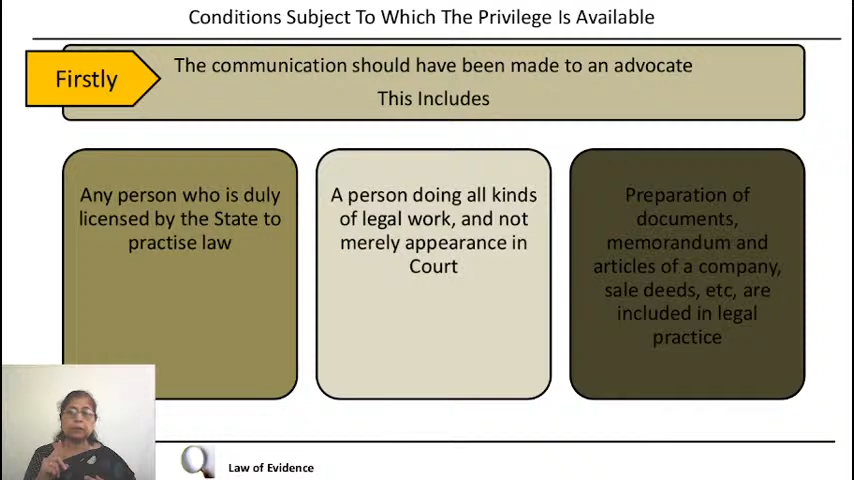 Conditions Subject To Which The Privilege Is Available
Firstly
The communication should have been made to an advocate
This Includes
Any person who is duly
licensed by the State to
practise law
A person doing all kinds
of legal work, and not
merely appearance in
Court
Preparation of
documents,
memorandum and
articles of a company,
sale deeds, etc, are
included in legal
practice
Law of Evidence